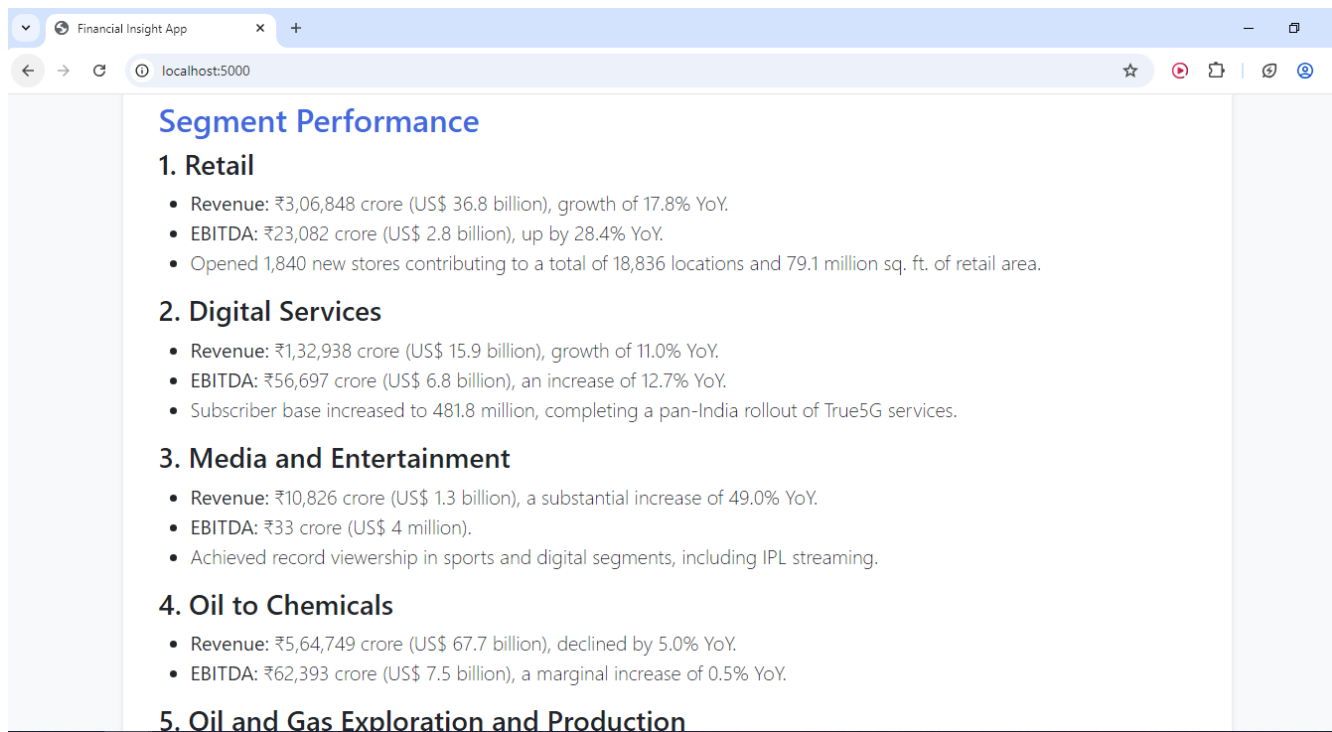 Financial Insight App
localhost:5000
Segment Performance
1. Retail
• Revenue: ₹3,06,848 crore (US$ 36.8 billion), growth of 17.8% YoY.
• EBITDA: ₹23,082 crore (US$ 2.8 billion), up by 28.4% YoY.
• Opened 1,840 new stores contributing to a total of 18,836 locations and 79.1 million sq. ft. of retail area.
2. Digital Services
• Revenue: ₹1,32,938 crore (US$ 15.9 billion), growth of 11.0% YoY.
• EBITDA: ₹56,697 crore (US$ 6.8 billion), an increase of 12.7% YoY.
• Subscriber base increased to 481.8 million, completing a pan-India rollout of True5G services.
3. Media and Entertainment
• Revenue: ₹10,826 crore (US$ 1.3 billion), a substantial increase of 49.0% YoY.
• EBITDA: ₹33 crore (US$ 4 million).
• Achieved record viewership in sports and digital segments, including IPL streaming.
4. Oil to Chemicals
• Revenue: ₹5,64,749 crore (US$ 67.7 billion), declined by 5.0% YoY.
• EBITDA: ₹62,393 crore (US$ 7.5 billion), a marginal increase of 0.5% YoY.
5. Oil and Gas Exploration and Production